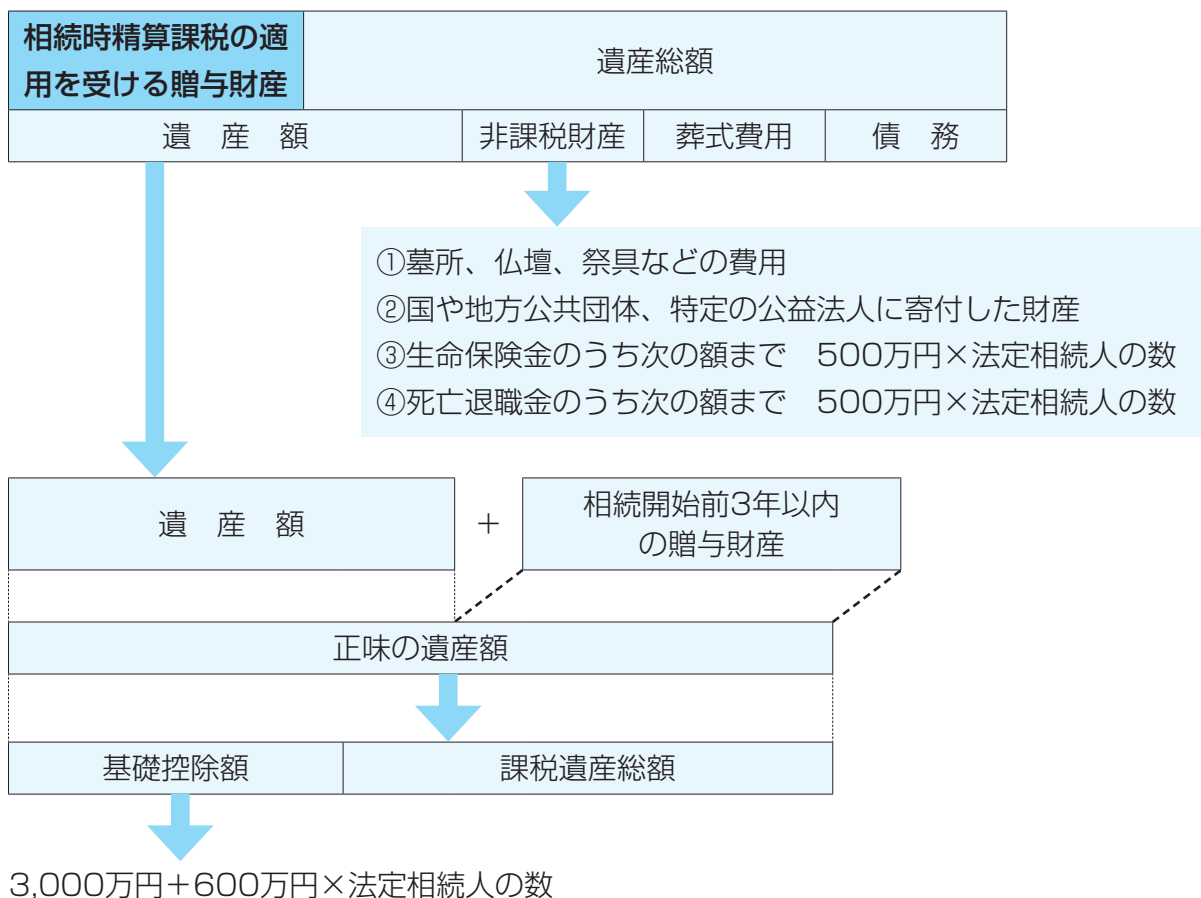 相続時精算課税の適
用を受ける贈与財産
遺産総額
遺　産　額
非課税財産
葬式費用
債　務
①墓所、仏壇、祭具などの費用
②国や地方公共団体、特定の公益法人に寄付した財産
③生命保険金のうち次の額まで　500万円×法定相続人の数
④死亡退職金のうち次の額まで　500万円×法定相続人の数
遺　産　額
＋
相続開始前3年以内
の贈与財産
正味の遺産額
基礎控除額
課税遺産総額
3,000万円＋600万円×法定相続人の数